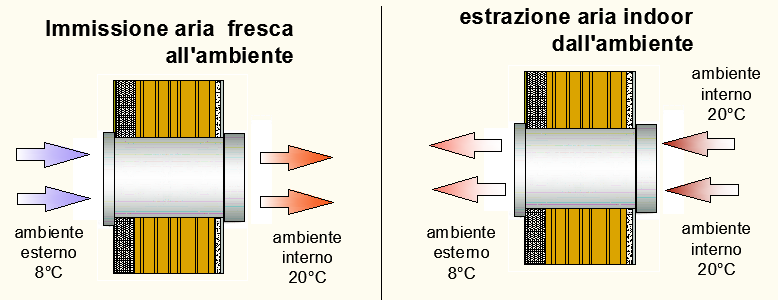 Immissione aria fresca
all'ambiente
ambiente
esterno
8°C
ambiente
interno
20°C
estrazione aria indoor
dall'ambiente
ambiente
interno
20°C
ambiente
esterno
8°C
ambiente
interno
20°C